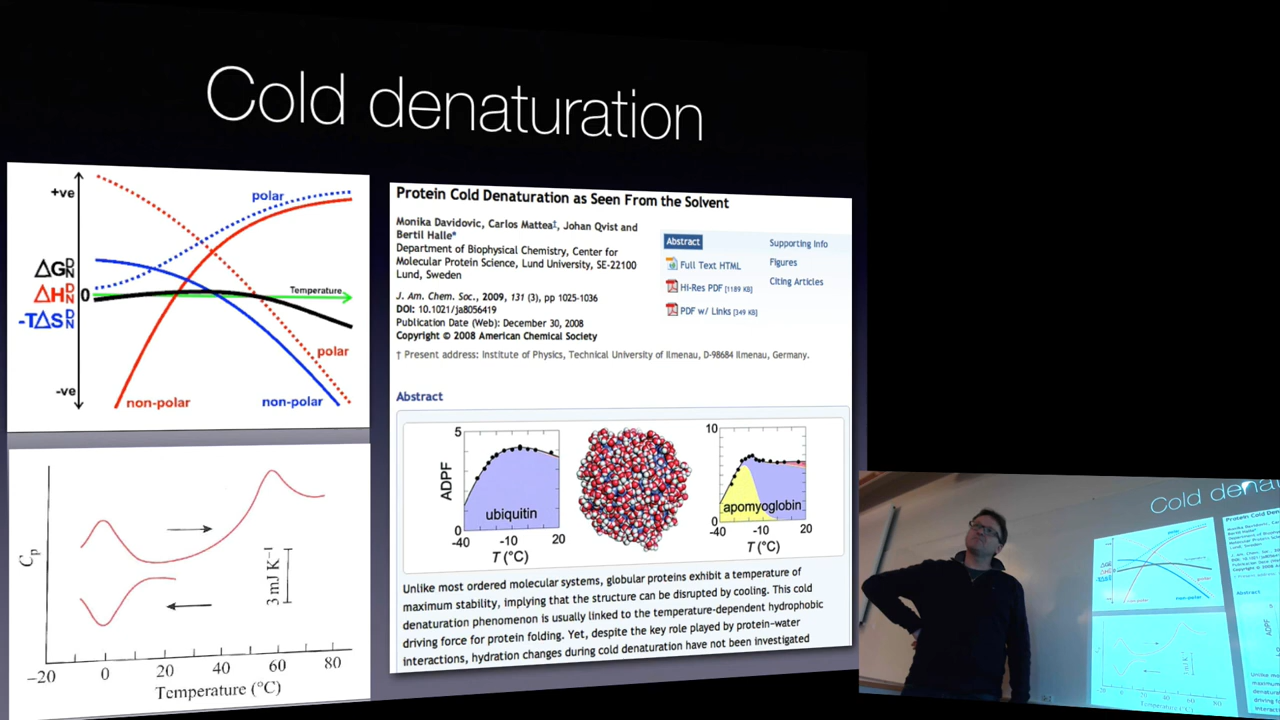 Cold denaturation
+ve
polar
ΔG D N
ΔH D N
-TΔS D N
0
Temperature
polar
-ve
non-polar
non-polar
Cp
3 mJ K⁻¹
−20 0 20 40 60 80
Temperature (°C)
Protein Cold Denaturation as Seen From the Solvent
Monika Davidovic, Carlos Mattea‡, Johan Qvist and
Bertil Halle*
Department of Biophysical Chemistry, Center for
Molecular Protein Science, Lund University, SE-22100
Lund, Sweden
J. Am. Chem. Soc., 2009, 131 (3), pp 1025-1036
DOI: 10.1021/ja8056419
Publication Date (Web): December 30, 2008
Copyright © 2008 American Chemical Society
† Present address: Institute of Physics, Technical University of Ilmenau, D-98684 Ilmenau, Germany.
Abstract
Full Text HTML
Hi-Res PDF [1189 KB]
PDF w/ Links [349 KB]
Supporting Info
Figures
Citing Articles
Abstract
5
ADPF
0
ubiquitin
-40 -10 20
T (°C)
10
0
apomyoglobin
-40 -10 20
T (°C)
Unlike most ordered molecular systems, globular proteins exhibit a temperature of
maximum stability, implying that the structure can be disrupted by cooling. This cold
denaturation phenomenon is usually linked to the temperature-dependent hydrophobic
driving force for protein folding. Yet, despite the key role played by protein-water
interactions, hydration changes during cold denaturation have not been investigated
Cold dena